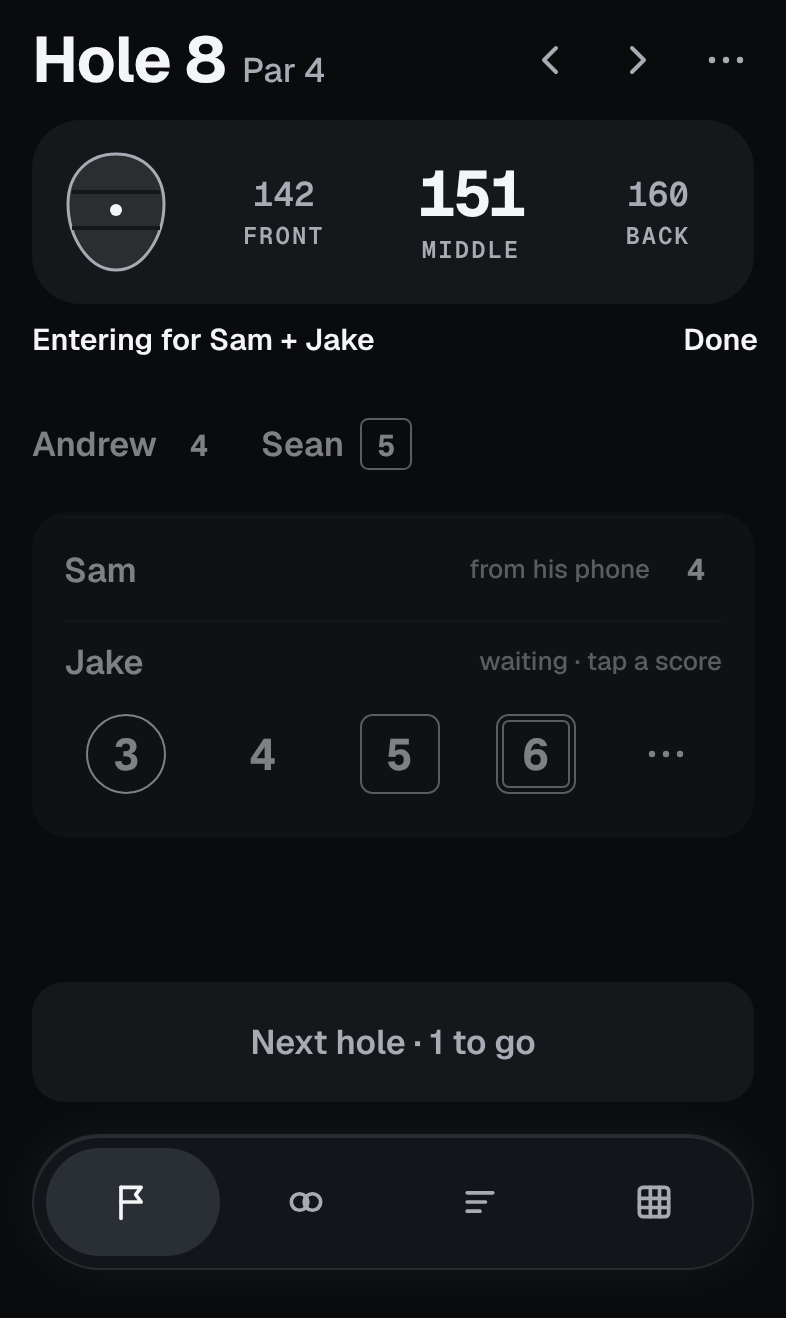 Hole 8 Par 4
142 151 160
FRONT MIDDLE BACK
Entering for Sam + Jake Done
Andrew 4 Sean 5
Sam from his phone 4
Jake waiting · tap a score
3 4 5 6 ...
Next hole · 1 to go